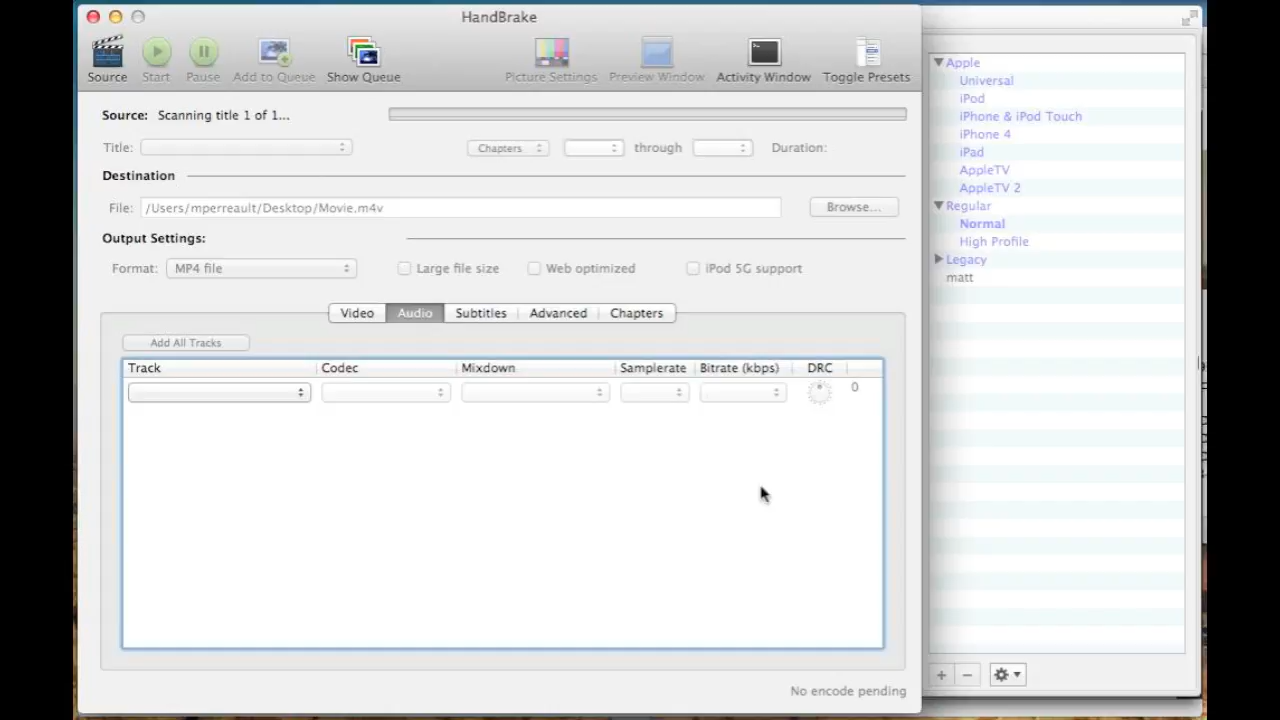 HandBrake
Source Start Pause Add to Queue Show Queue Picture Settings Preview Window Activity Window Toggle Presets
Source: Scanning title 1 of 1...
Title: Chapters through Duration:
Destination
File: /Users/mperreault/Desktop/Movie.m4v Browse...
Output Settings:
Format: MP4 file Large file size Web optimized iPod 5G support
Video Audio Subtitles Advanced Chapters
Add All Tracks
Track Codec Mixdown Samplerate Bitrate (kbps) DRC
0
No encode pending
Apple
Universal
iPod
iPhone & iPod Touch
iPhone 4
iPad
AppleTV
AppleTV 2
Regular
Normal
High Profile
Legacy
matt